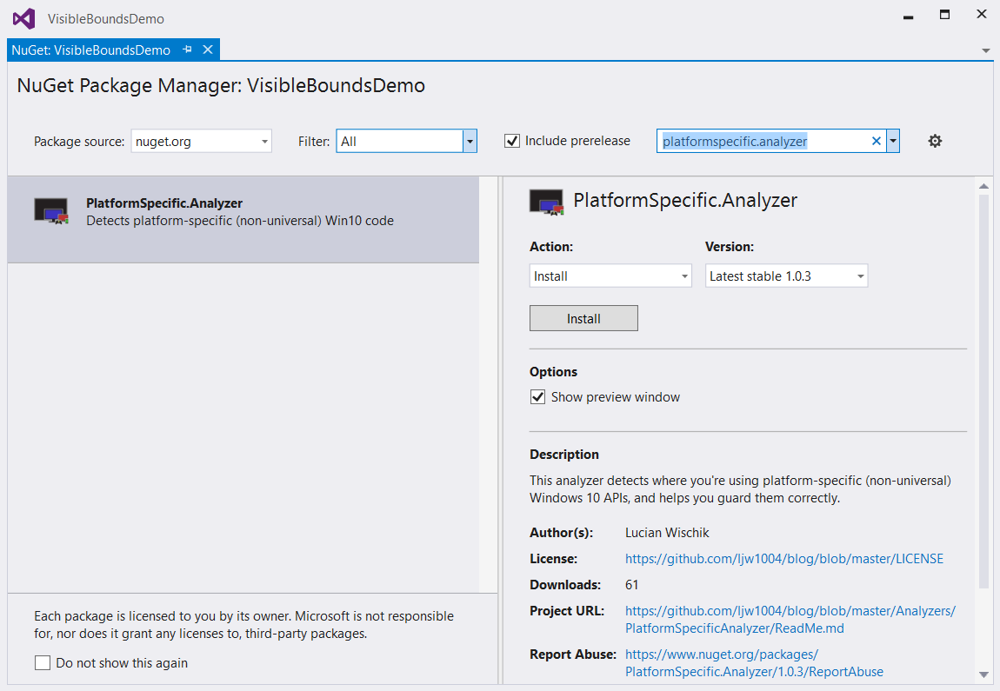 VisibleBoundsDemo
NuGet: VisibleBoundsDemo
NuGet Package Manager: VisibleBoundsDemo
Package source: nuget.org Filter: All Include prerelease platformspecific.analyzer
PlatformSpecific.Analyzer
Detects platform-specific (non-universal) Win10 code
Each package is licensed to you by its owner. Microsoft is not responsible
for, nor does it grant any licenses to, third-party packages.
Do not show this again
PlatformSpecific.Analyzer
Action: Version:
Install Latest stable 1.0.3
Install
Options
Show preview window
Description
This analyzer detects where you're using platform-specific (non-universal)
Windows 10 APIs, and helps you guard them correctly.
Author(s): Lucian Wischik
License: https://github.com/ljw1004/blog/blob/master/LICENSE
Downloads: 61
Project URL: https://github.com/ljw1004/blog/blob/master/Analyzers/
PlatformSpecificAnalyzer/ReadMe.md
Report Abuse: https://www.nuget.org/packages/
PlatformSpecific.Analyzer/1.0.3/ReportAbuse